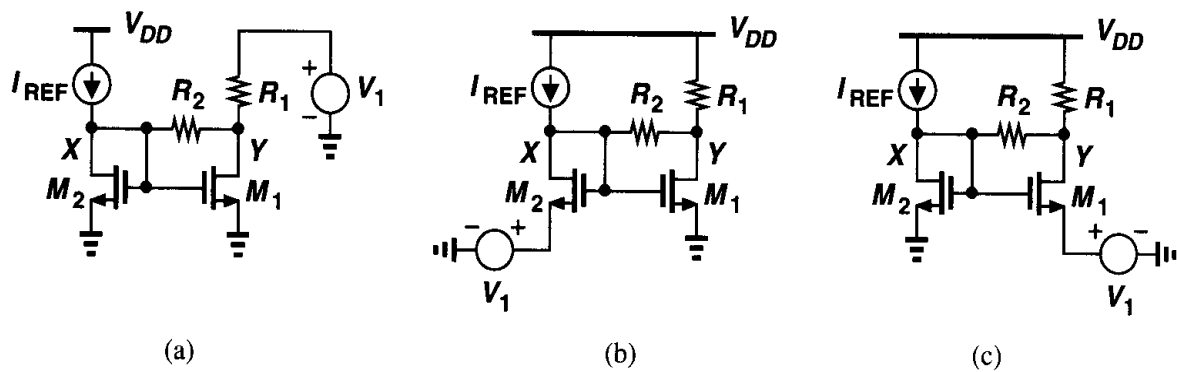 V_DD
I_REF
R_2
R_1
+
−
V_1
X
Y
M_2
M_1
(a)
V_DD
I_REF
R_2
R_1
X
Y
M_2
M_1
− +
V_1
(b)
V_DD
I_REF
R_2
R_1
X
Y
M_2
M_1
+ −
V_1
(c)